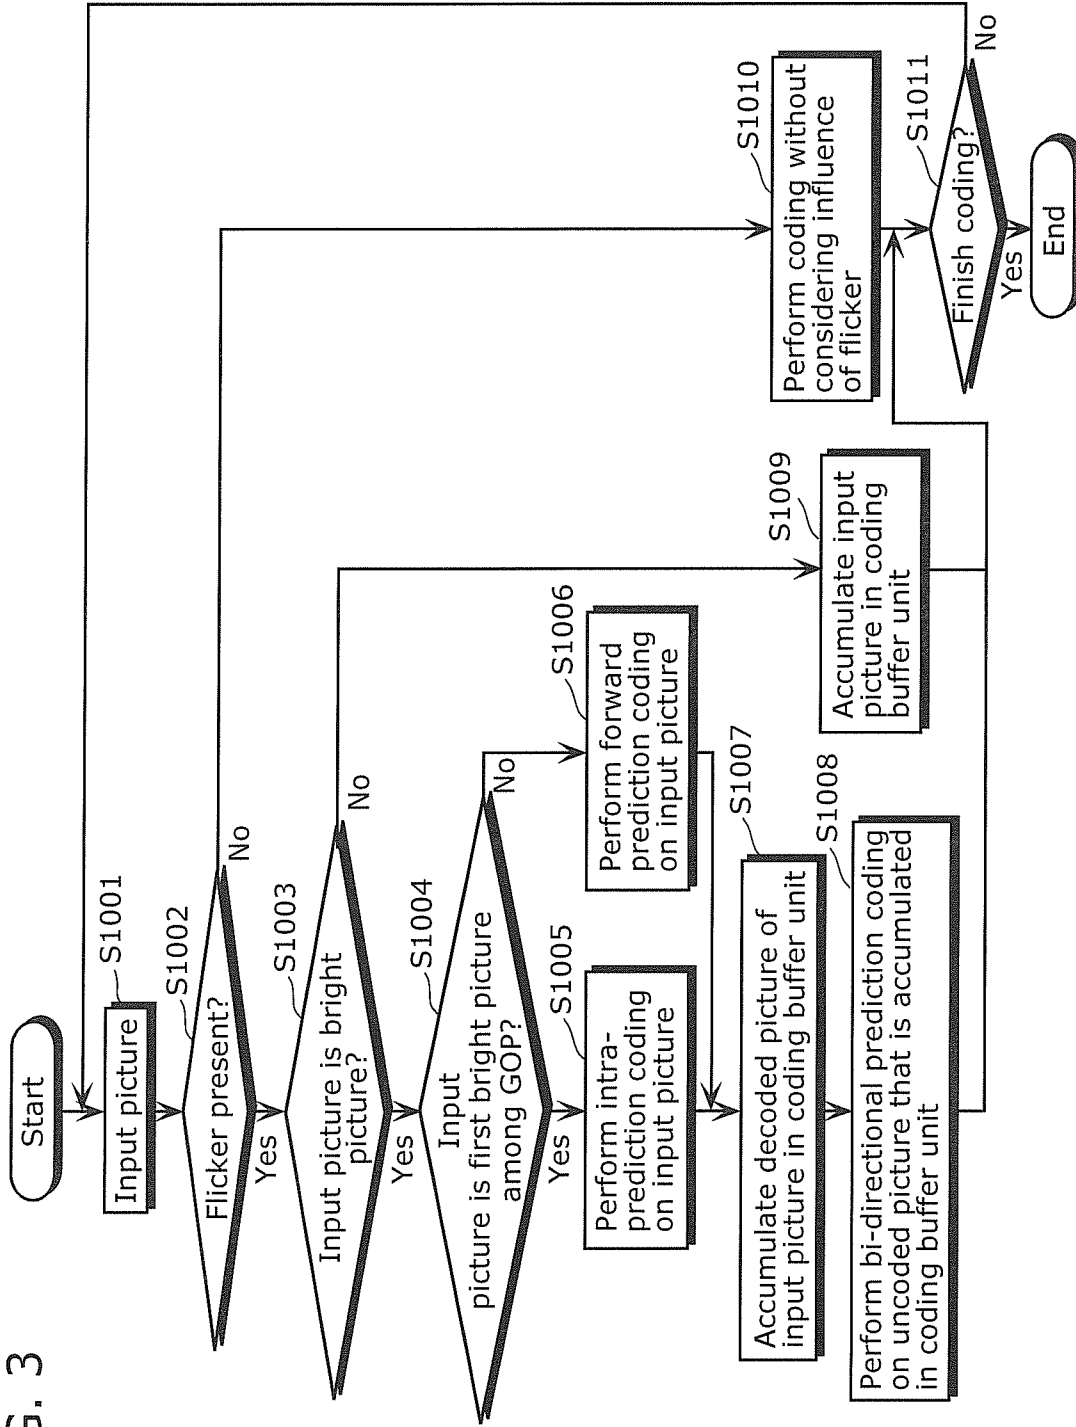 G. 3
Start
Input picture
S1001
Flicker present?
S1002
No
Yes
Input picture is bright
picture?
S1003
No
Yes
Input
picture is first bright picture
among GOP?
S1004
No
Yes
Perform intra-
prediction coding
on input picture
S1005
Perform forward
prediction coding
on input picture
S1006
Accumulate decoded picture of
input picture in coding buffer unit
S1007
Perform bi-directional prediction coding
on uncoded picture that is accumulated
in coding buffer unit
S1008
Accumulate input
picture in coding
buffer unit
S1009
Perform coding without
considering influence
of flicker
S1010
Finish coding?
S1011
No
Yes
End